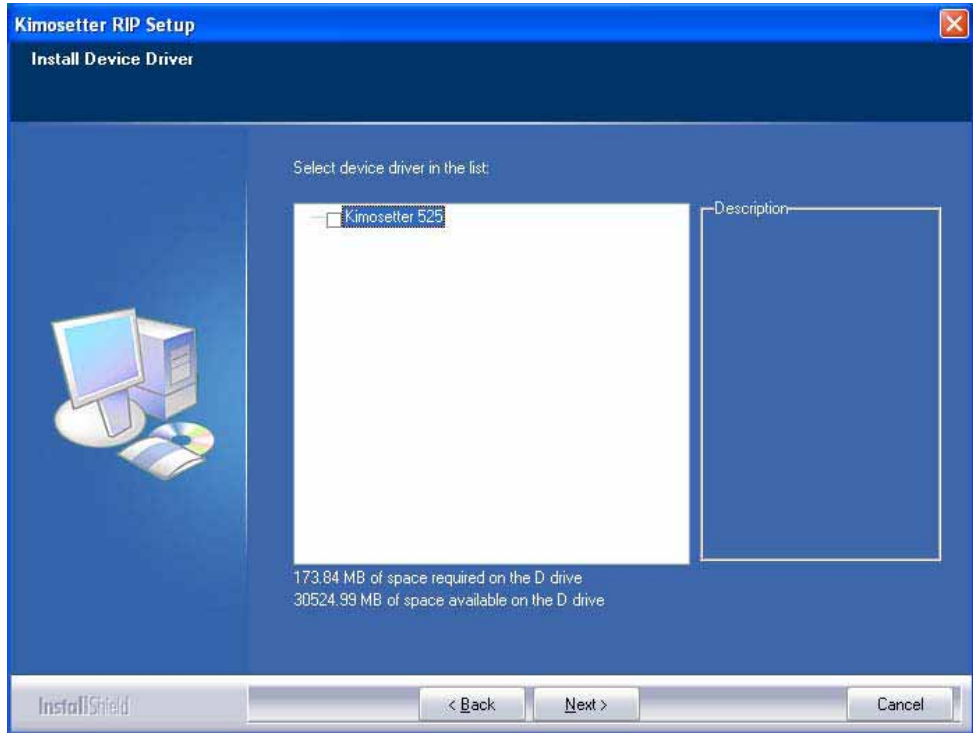 Kimosetter RIP Setup
Install Device Driver
Select device driver in the list:
Kimosetter 525
Description
173.84 MB of space required on the D drive
30524.99 MB of space available on the D drive
InstallShield
< Back
Next >
Cancel